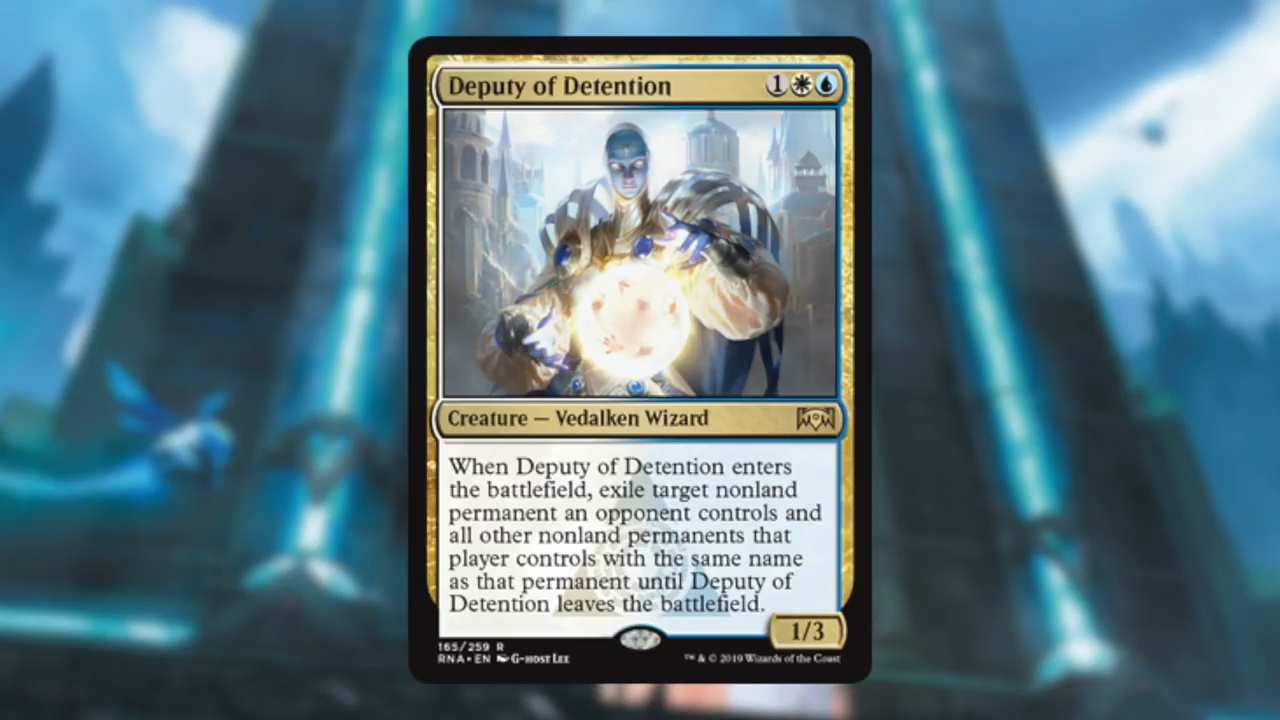 Deputy of Detention 1
Creature — Vedalken Wizard
When Deputy of Detention enters
the battlefield, exile target nonland
permanent an opponent controls and
all other nonland permanents that
player controls with the same name
as that permanent until Deputy of
Detention leaves the battlefield.
1/3
165/259 R
RNA • EN G-host Lee
™ & © 2019 Wizards of the Coast